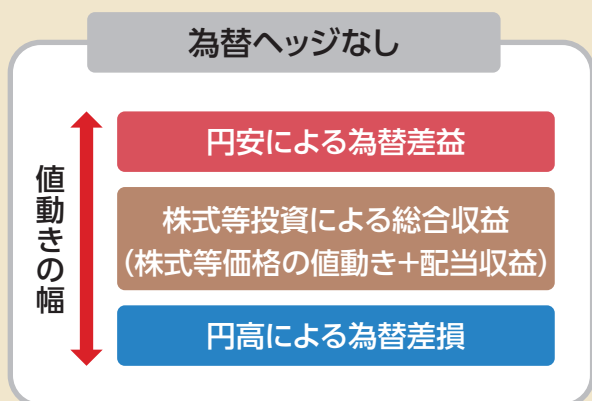 為替ヘッジなし
値動きの幅
円安による為替差益
株式等投資による総合収益
(株式等価格の値動き+配当収益)
円高による為替差損